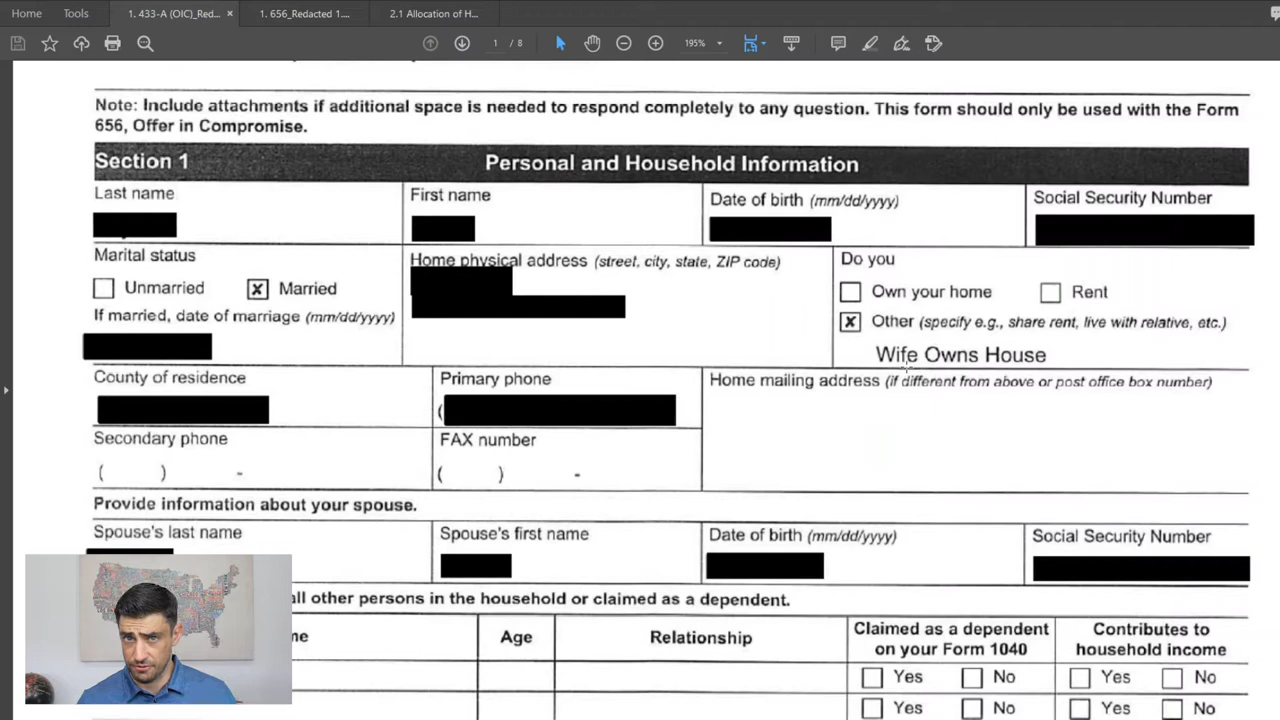 Home Tools 1. 433-A (OIC)_Red... × 1. 656_Redacted 1.... 2.1 Allocation of H...
1 / 8 195%
Note: Include attachments if additional space is needed to respond completely to any question. This form should only be used with the Form
656, Offer in Compromise.
Section 1 Personal and Household Information
Last name First name Date of birth (mm/dd/yyyy) Social Security Number
Marital status Home physical address (street, city, state, ZIP code) Do you
Unmarried Married Own your home Rent
If married, date of marriage (mm/dd/yyyy) Other (specify e.g., share rent, live with relative, etc.)
Wife Owns House
County of residence Primary phone Home mailing address (if different from above or post office box number)
(
Secondary phone FAX number
( ) - ( ) -
Provide information about your spouse.
Spouse's last name Spouse's first name Date of birth (mm/dd/yyyy) Social Security Number
all other persons in the household or claimed as a dependent.
Age Relationship Claimed as a dependent Contributes to
on your Form 1040 household income
Yes No Yes No
Yes No Yes No